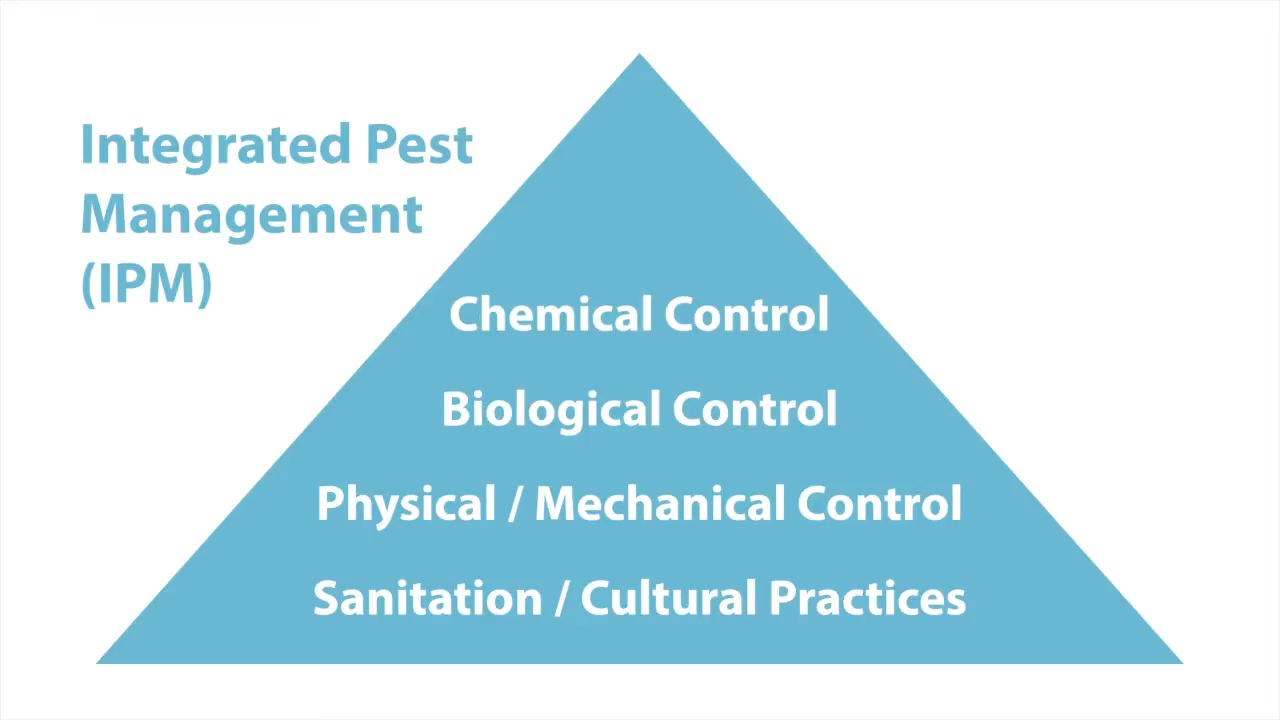 Integrated Pest
Management
(IPM)
Chemical Control
Biological Control
Physical / Mechanical Control
Sanitation / Cultural Practices